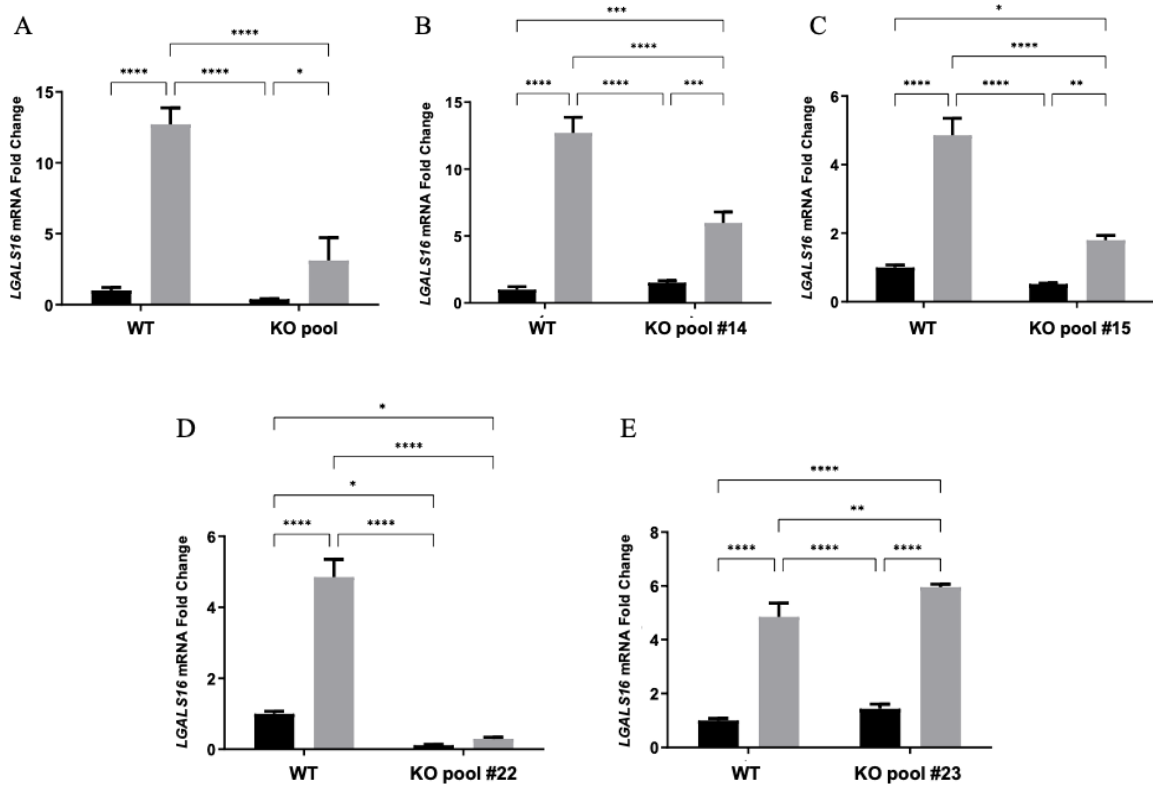 A
****
****
****
*
LGALS16 mRNA Fold Change
15
10
5
0
WT
KO pool
B
***
****
****
****
***
LGALS16 mRNA Fold Change
15
10
5
0
WT
KO pool #14
C
*
****
****
****
**
LGALS16 mRNA Fold Change
6
4
2
0
WT
KO pool #15
D
*
****
*
****
****
LGALS16 mRNA Fold Change
6
4
2
0
WT
KO pool #22
E
****
**
****
****
****
LGALS16 mRNA Fold Change
8
6
4
2
0
WT
KO pool #23